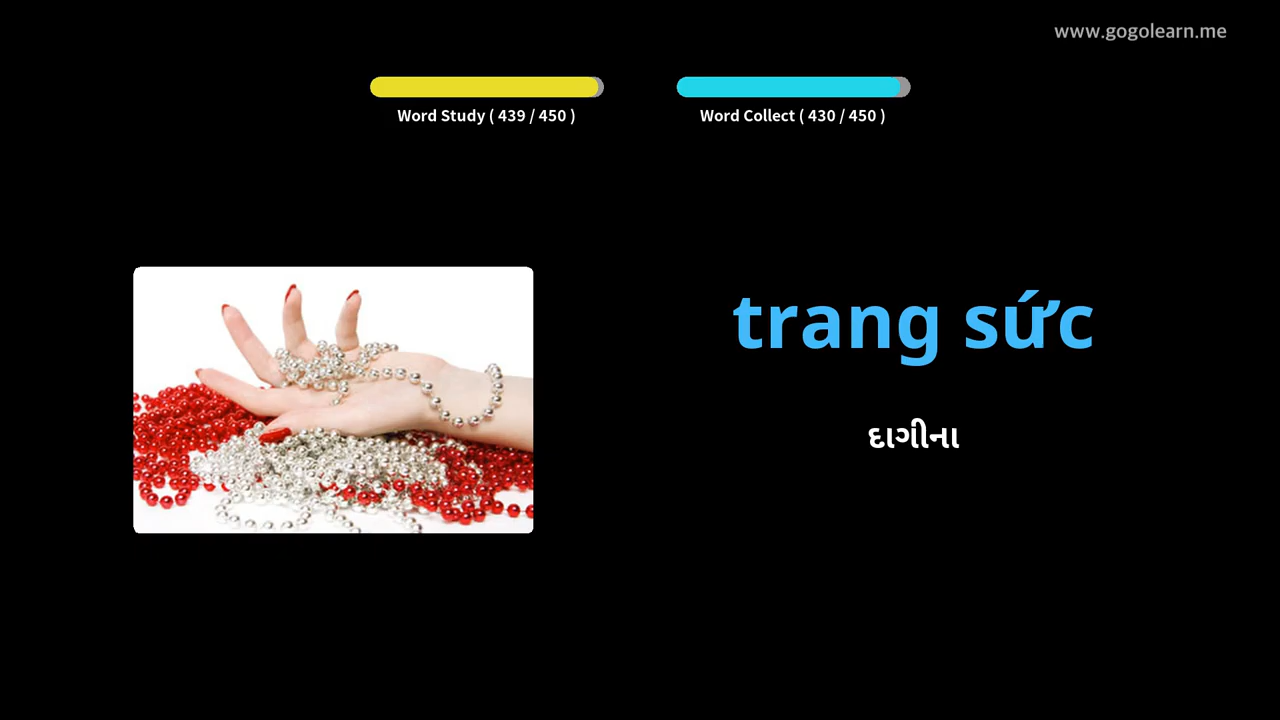 www.gogolearn.me
Word Study ( 439 / 450 )
Word Collect ( 430 / 450 )
trang sức
દાગીના